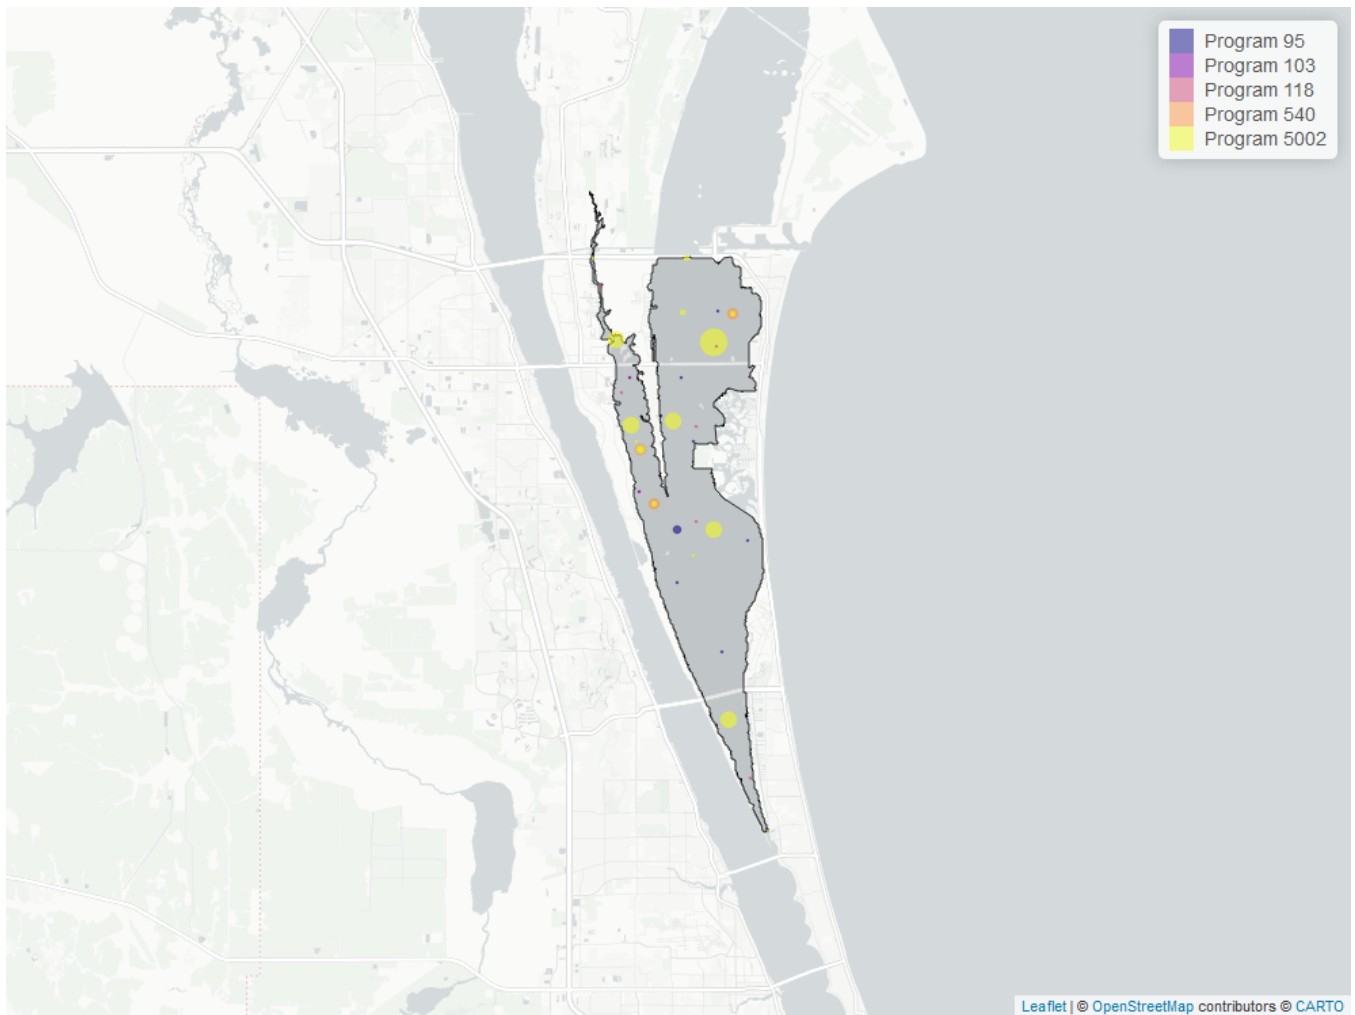 Program 95
Program 103
Program 118
Program 540
Program 5002
Leaflet | © OpenStreetMap contributors © CARTO